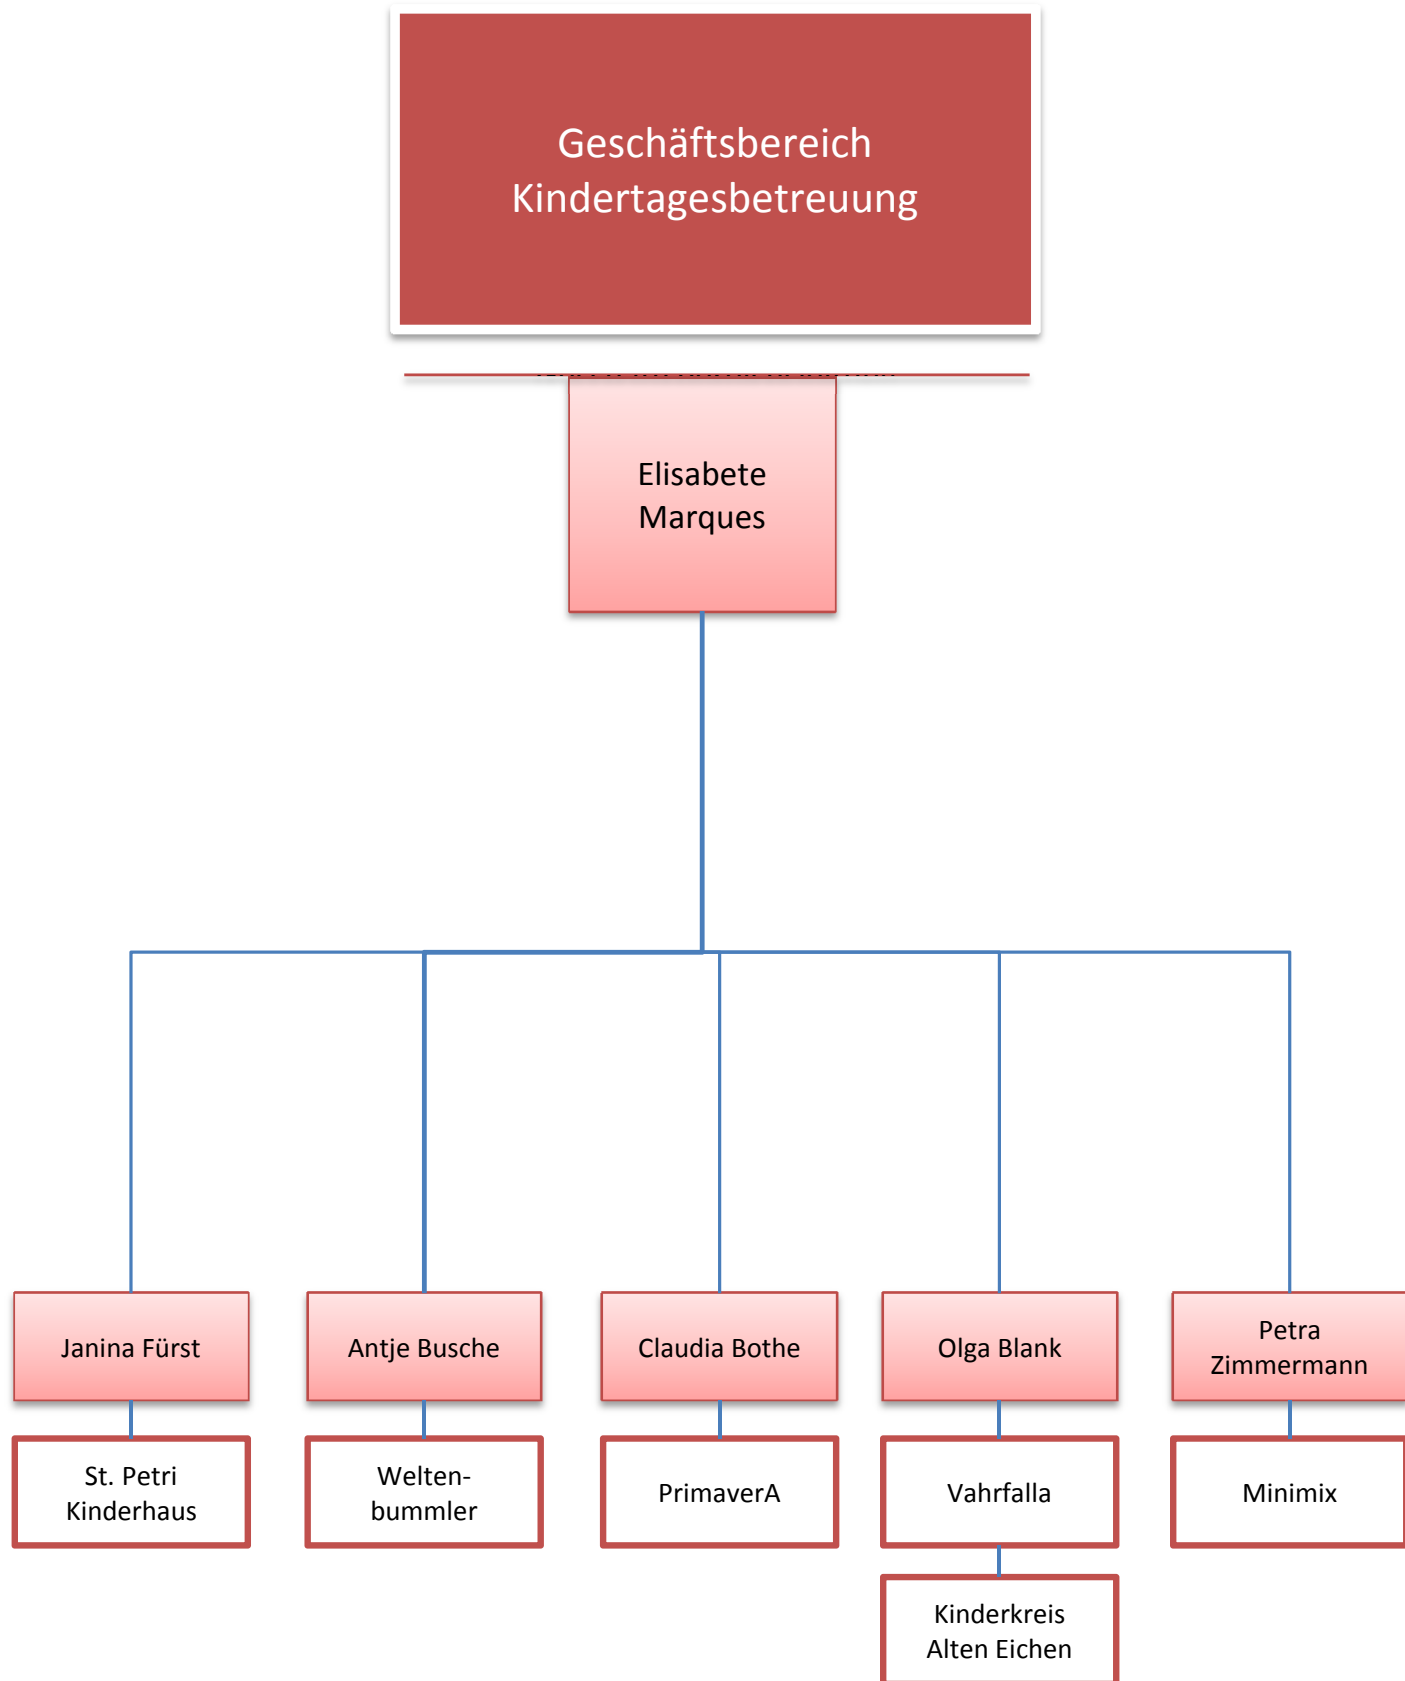 Geschäftsbereich
Kindertagesbetreuung
Elisabete
Marques
Janina Fürst
Antje Busche
Claudia Bothe
Olga Blank
Petra
Zimmermann
St. Petri
Kinderhaus
Welten-
bummler
PrimaverA
Vahrfalla
Minimix
Kinderkreis
Alten Eichen